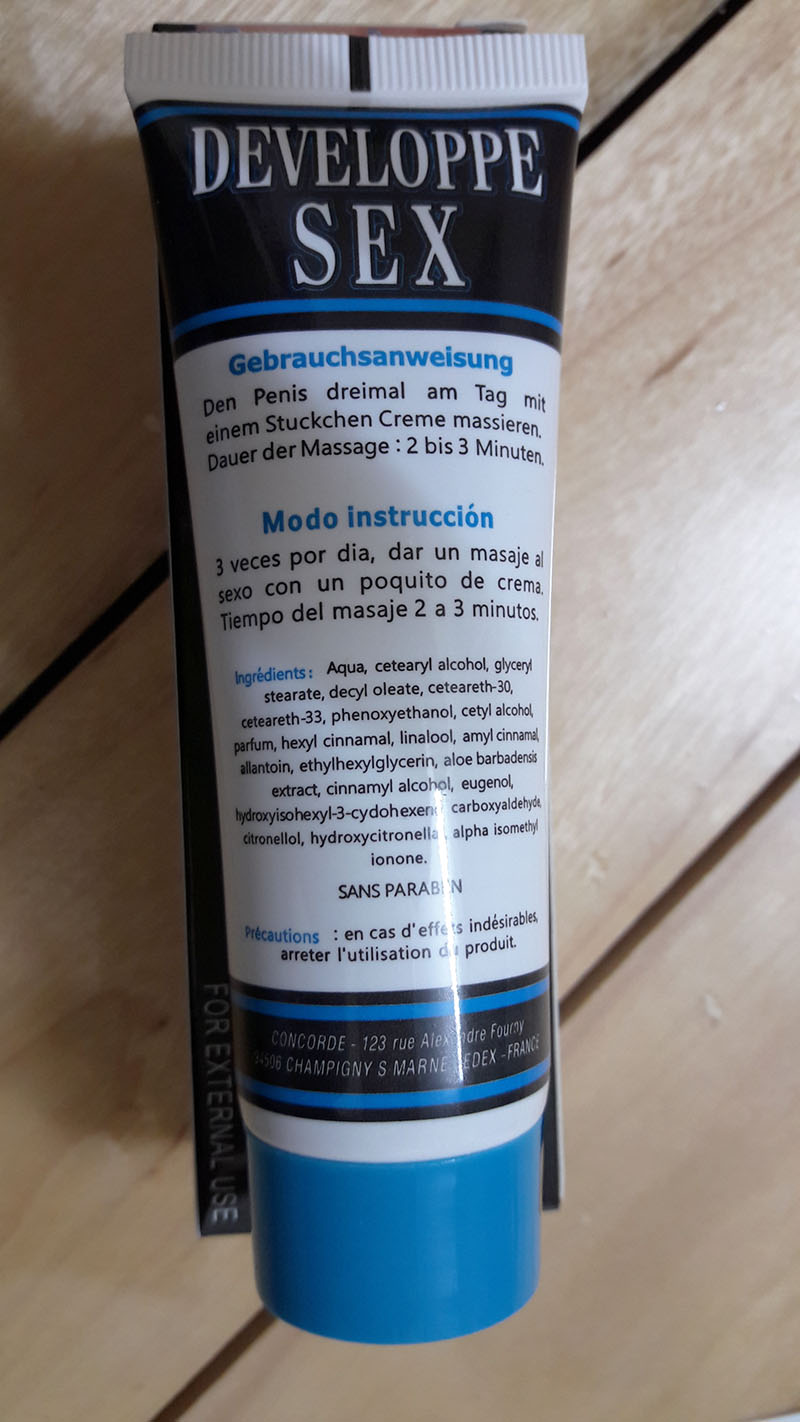 DEVELOPPE
SEX
Gebrauchsanweisung
Den Penis dreimal am Tag mit
einem Stuckchen Creme massieren.
Dauer der Massage : 2 bis 3 Minuten.
Modo instrucción
3 veces por dia, dar un masaje al
sexo con un poquito de crema.
Tiempo del masaje 2 a 3 minutos.
Ingrédients : Aqua, cetearyl alcohol, glyceryl
stearate, decyl oleate, ceteareth-30,
ceteareth-33, phenoxyethanol, cetyl alcohol,
parfum, hexyl cinnamal, linalool, amyl cinnamal,
allantoin, ethylhexylglycerin, aloe barbadensis
extract, cinnamyl alcohol, eugenol,
hydroxyisohexyl-3-cydohexene carboxyaldehyde,
citronellol, hydroxycitronella , alpha isomethyl
ionone.
SANS PARABEN
Précautions : en cas d'effets indésirables,
arreter l'utilisation du produit.
CONCORDE - 123 rue Alexandre Fourny
94506 CHAMPIGNY S MARNE CEDEX - FRANCE
FOR EXTERNAL USE